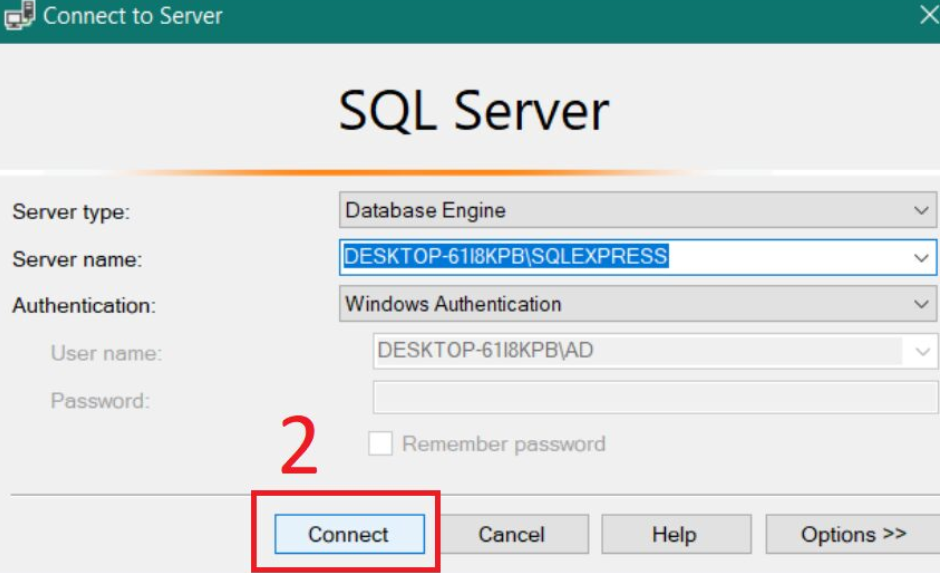 Connect to Server
SQL Server
Server type: Database Engine
Server name: DESKTOP-61I8KPB\SQLEXPRESS
Authentication: Windows Authentication
User name: DESKTOP-61I8KPB\AD
Password:
Remember password
2
Connect Cancel Help Options >>